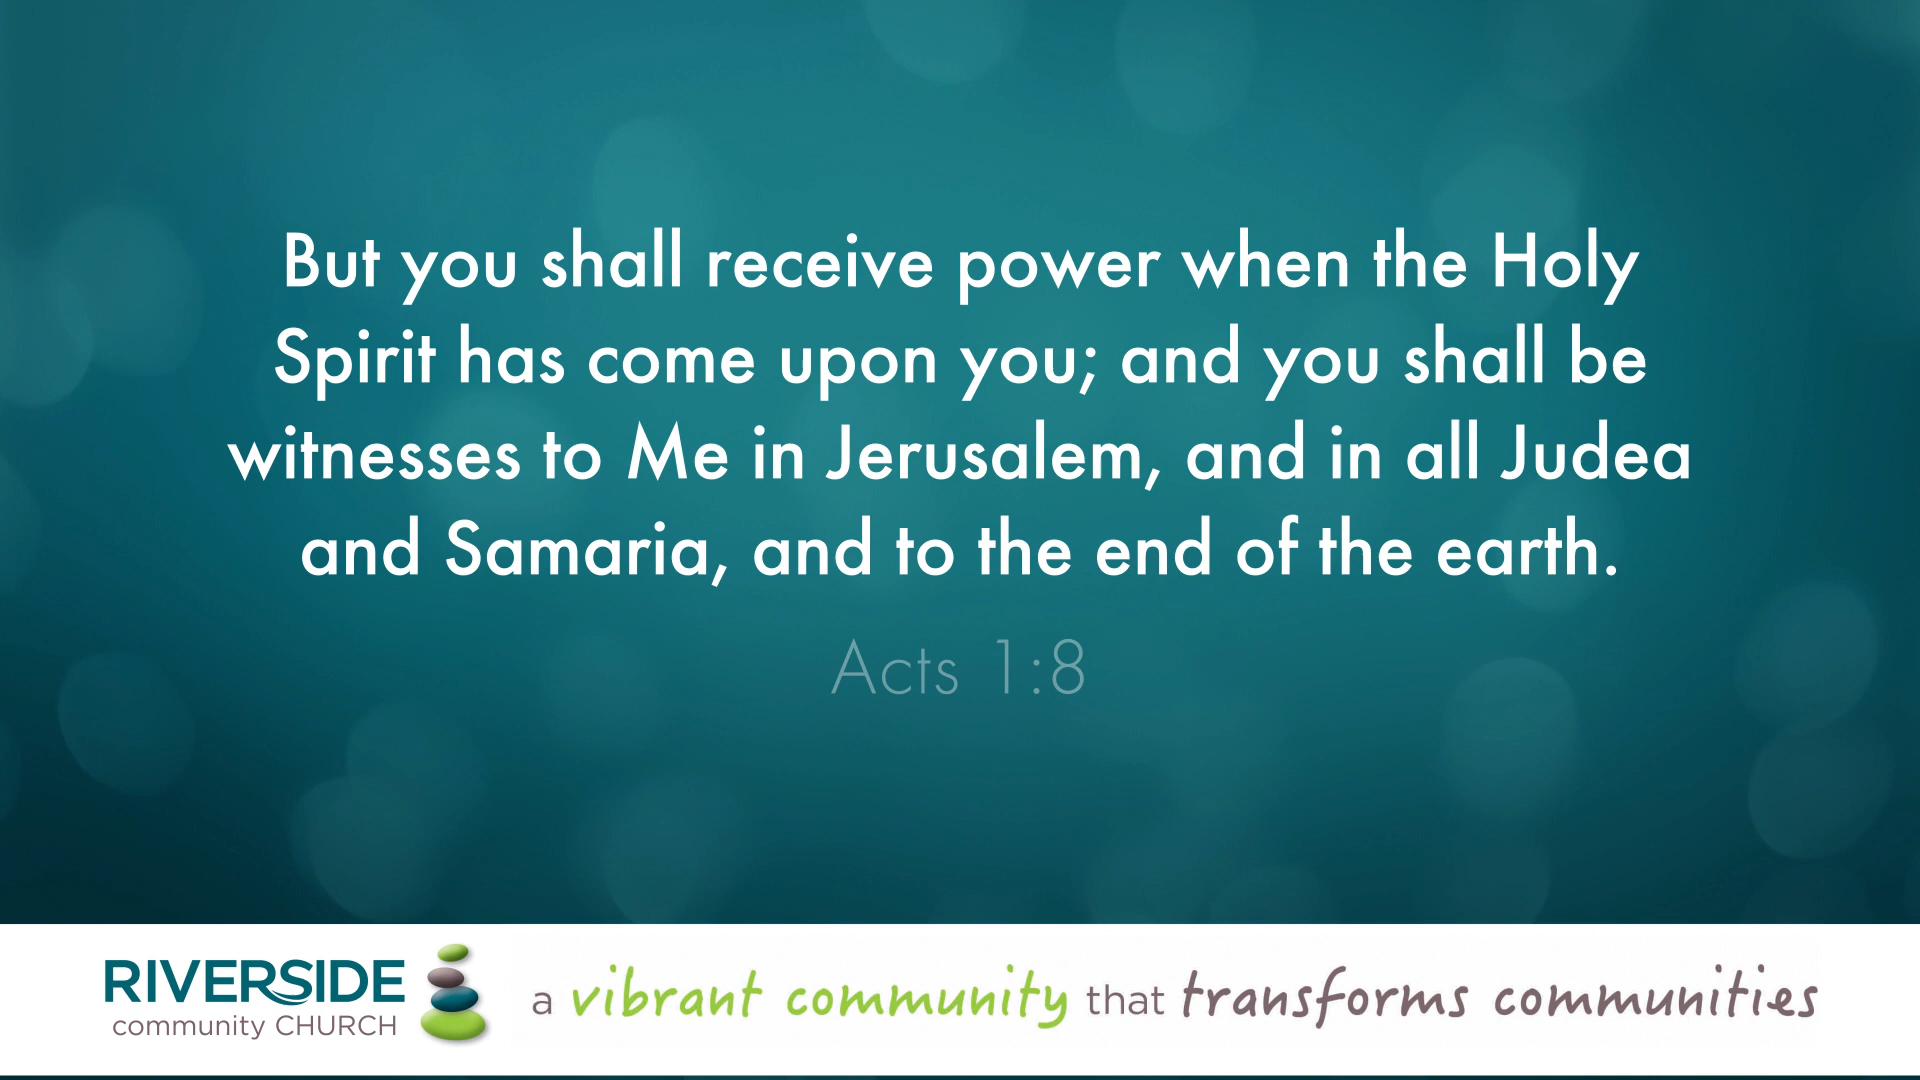 But you shall receive power when the Holy
Spirit has come upon you; and you shall be
witnesses to Me in Jerusalem, and in all Judea
and Samaria, and to the end of the earth.
Acts 1:8
RIVERSIDE
community CHURCH
a vibrant community that transforms communities